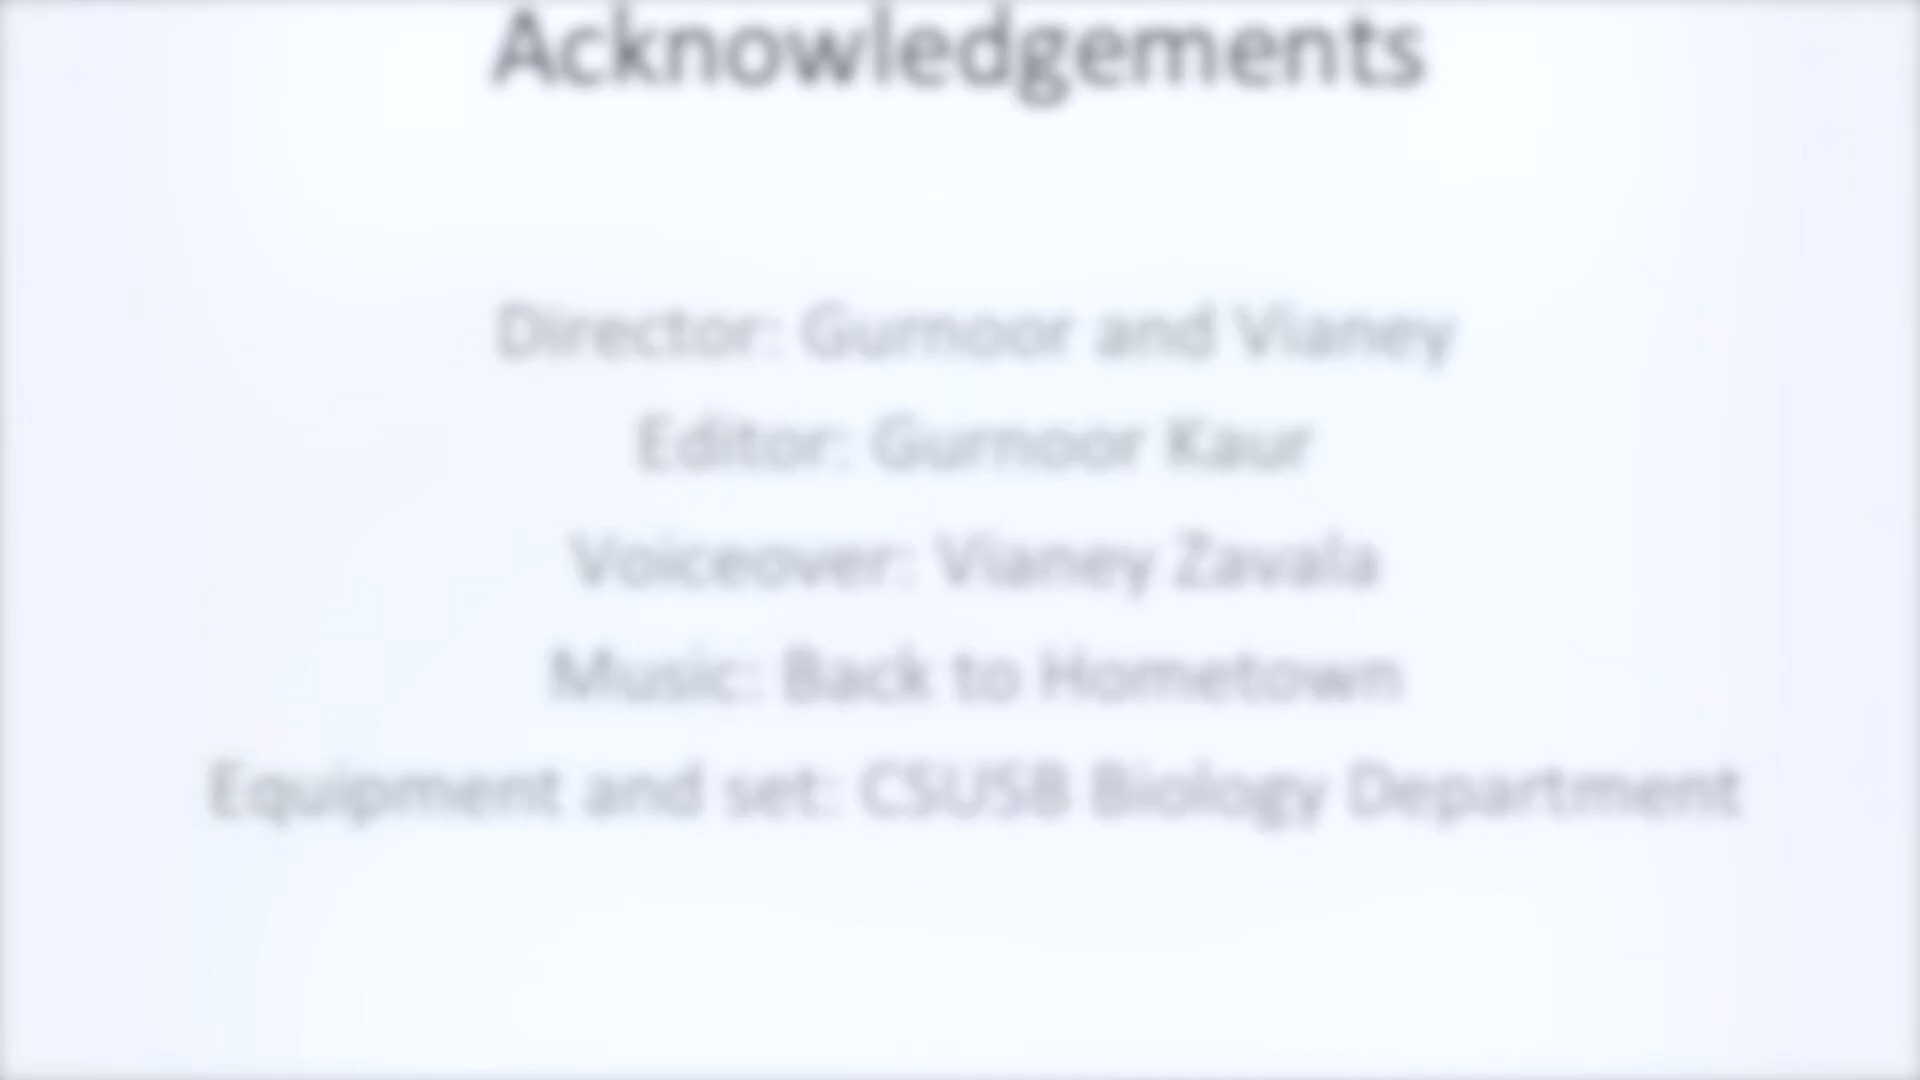 Acknowledgements
Director: Gurnoor and Vianey
Editor: Gurnoor Kaur
Voiceover: Vianey Zavala
Music: Back to Hometown
Equipment and set: CSUSB Biology Department